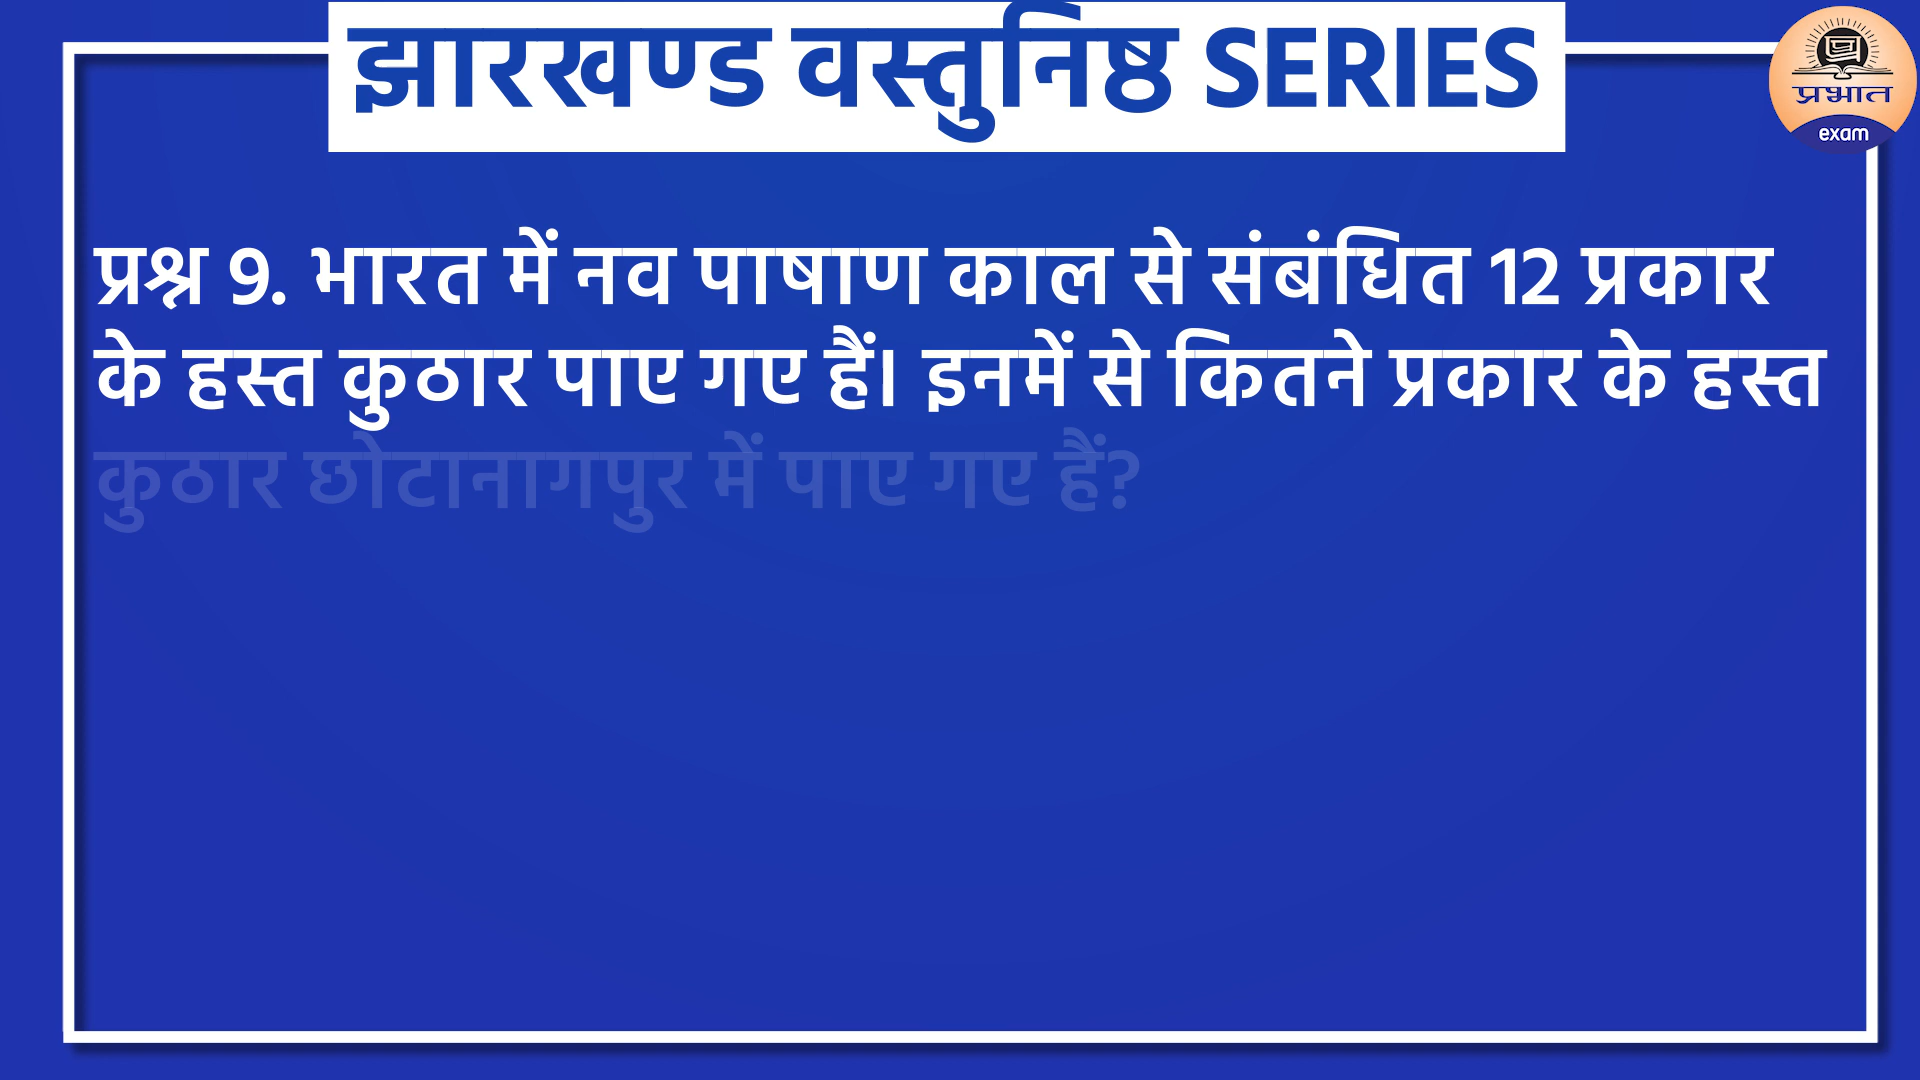 झारखण्ड वस्तुनिष्ठ SERIES
प्रभात
exam
प्रश्न 9. भारत में नव पाषाण काल से संबंधित 12 प्रकार
के हस्त कुठार पाए गए हैं। इनमें से कितने प्रकार के हस्त
कुठार छोटानागपुर में पाए गए हैं?